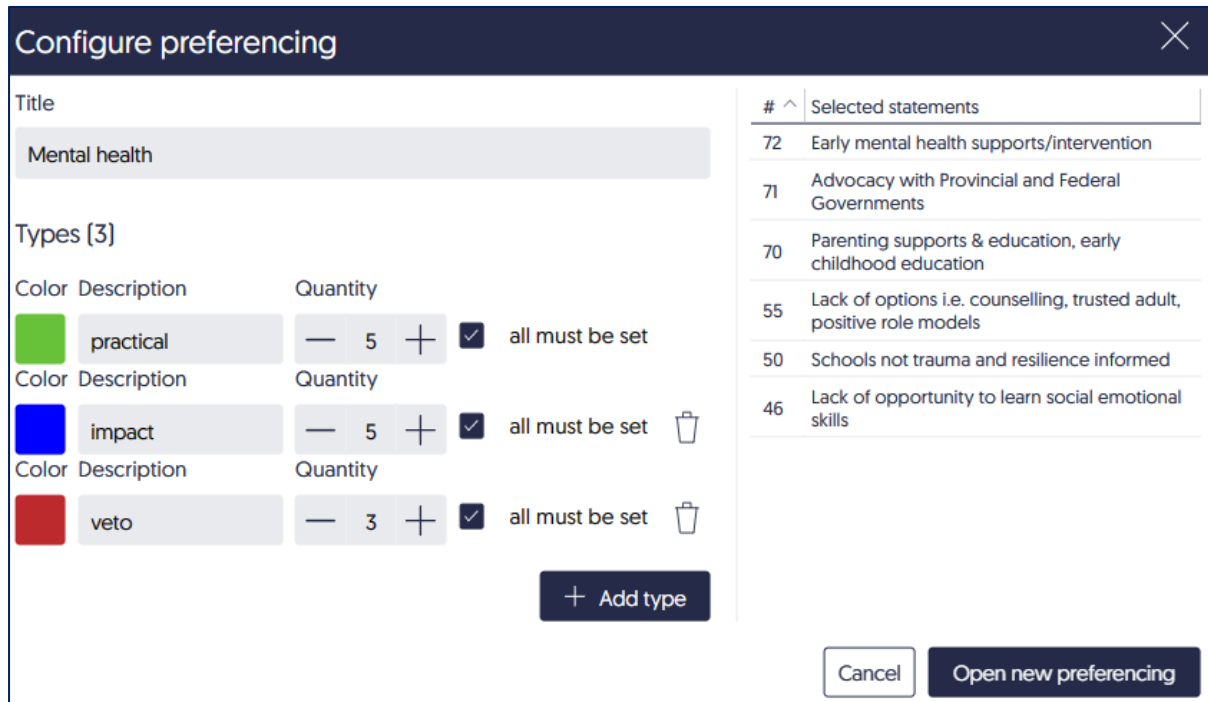 Configure preferencing
Title
Mental health
Types (3)
Color Description Quantity
practical 5 all must be set
Color Description Quantity
impact 5 all must be set
Color Description Quantity
veto 3 all must be set
+ Add type
# Selected statements
72 Early mental health supports/intervention
71 Advocacy with Provincial and Federal
Governments
70 Parenting supports & education, early
childhood education
55 Lack of options i.e. counselling, trusted adult,
positive role models
50 Schools not trauma and resilience informed
46 Lack of opportunity to learn social emotional
skills
Cancel Open new preferencing